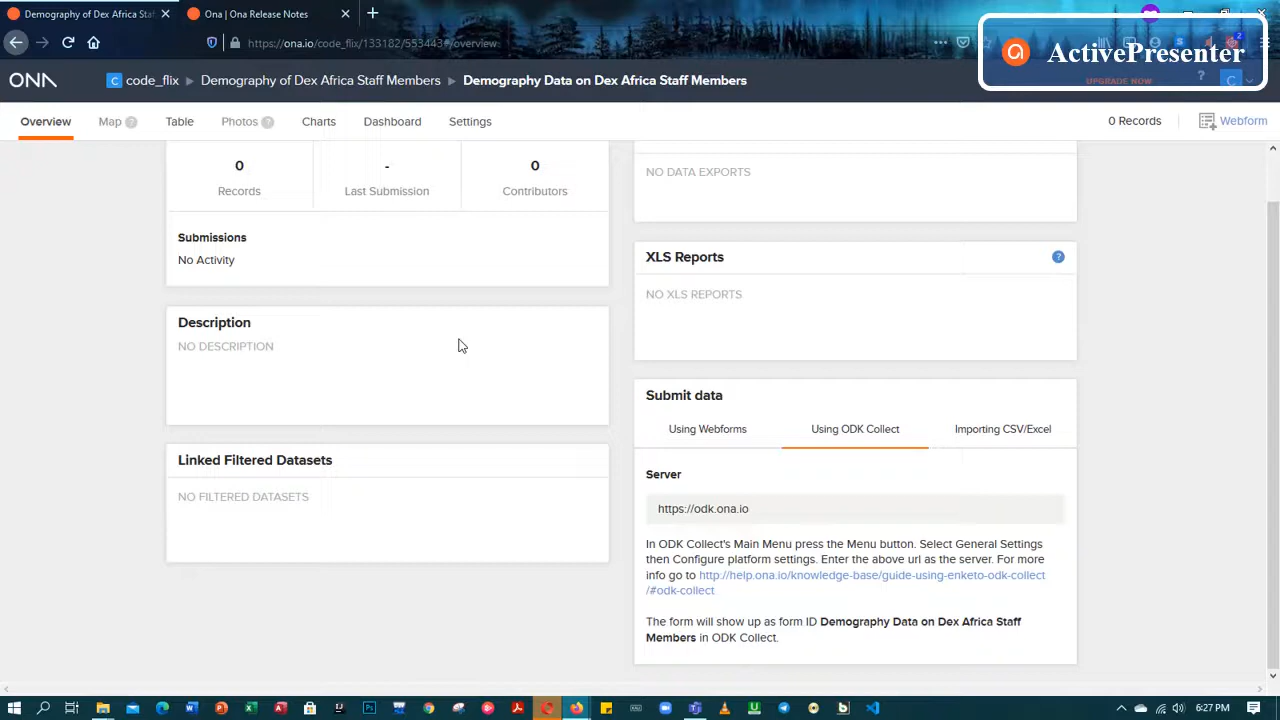 Demography of Dex Africa Sta
Ona | Ona Release Notes
https://ona.io/code_flix/133182/553443#/overview
ActivePresenter
ONA
C code_flix
Demography of Dex Africa Staff Members
Demography Data on Dex Africa Staff Members
UPGRADE NOW
?
C
Overview
Map ?
Table
Photos ?
Charts
Dashboard
Settings
0 Records
Webform
0
Records
-
Last Submission
0
Contributors
Submissions
No Activity
Description
NO DESCRIPTION
Linked Filtered Datasets
NO FILTERED DATASETS
NO DATA EXPORTS
XLS Reports
?
NO XLS REPORTS
Submit data
Using Webforms
Using ODK Collect
Importing CSV/Excel
Server
https://odk.ona.io
In ODK Collect's Main Menu press the Menu button. Select General Settings
then Configure platform settings. Enter the above url as the server. For more
info go to http://help.ona.io/knowledge-base/guide-using-enketo-odk-collect
/#odk-collect
The form will show up as form ID Demography Data on Dex Africa Staff
Members in ODK Collect.
6:27 PM